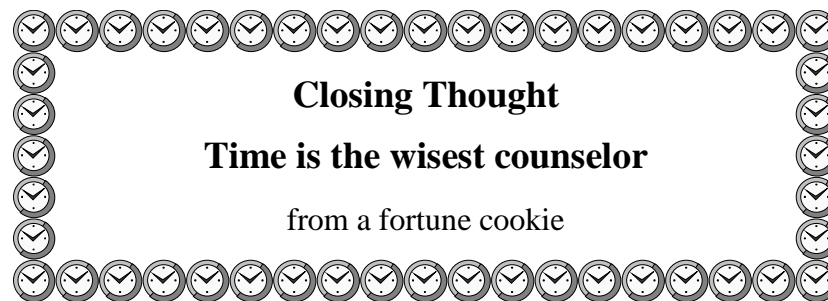 Closing Thought
Time is the wisest counselor
from a fortune cookie